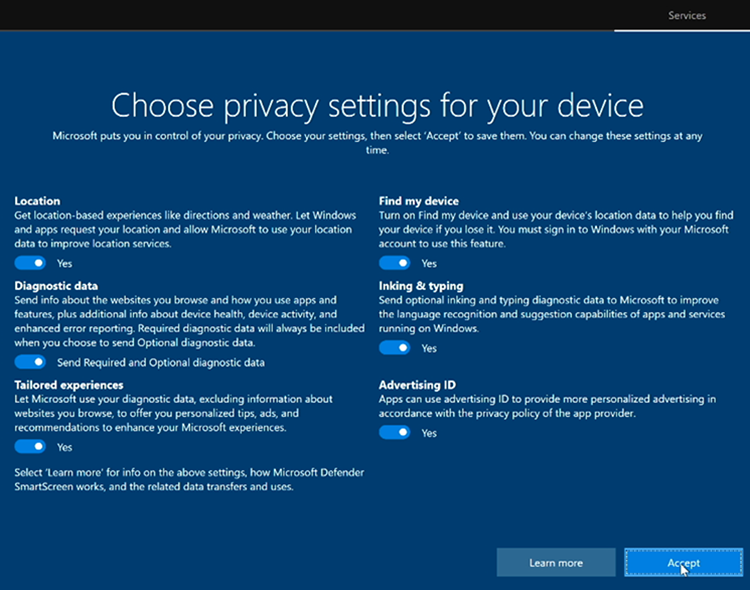 Services
Choose privacy settings for your device
Microsoft puts you in control of your privacy. Choose your settings, then select 'Accept' to save them. You can change these settings at any
time.
Location
Get location-based experiences like directions and weather. Let Windows
and apps request your location and allow Microsoft to use your location
data to improve location services.
Yes
Diagnostic data
Send info about the websites you browse and how you use apps and
features, plus additional info about device health, device activity, and
enhanced error reporting. Required diagnostic data will always be included
when you choose to send Optional diagnostic data.
Send Required and Optional diagnostic data
Tailored experiences
Let Microsoft use your diagnostic data, excluding information about
websites you browse, to offer you personalized tips, ads, and
recommendations to enhance your Microsoft experiences.
Yes
Select 'Learn more' for info on the above settings, how Microsoft Defender
SmartScreen works, and the related data transfers and uses.
Find my device
Turn on Find my device and use your device's location data to help you find
your device if you lose it. You must sign in to Windows with your Microsoft
account to use this feature.
Yes
Inking & typing
Send optional inking and typing diagnostic data to Microsoft to improve
the language recognition and suggestion capabilities of apps and services
running on Windows.
Yes
Advertising ID
Apps can use advertising ID to provide more personalized advertising in
accordance with the privacy policy of the app provider.
Yes
Learn more
Accept